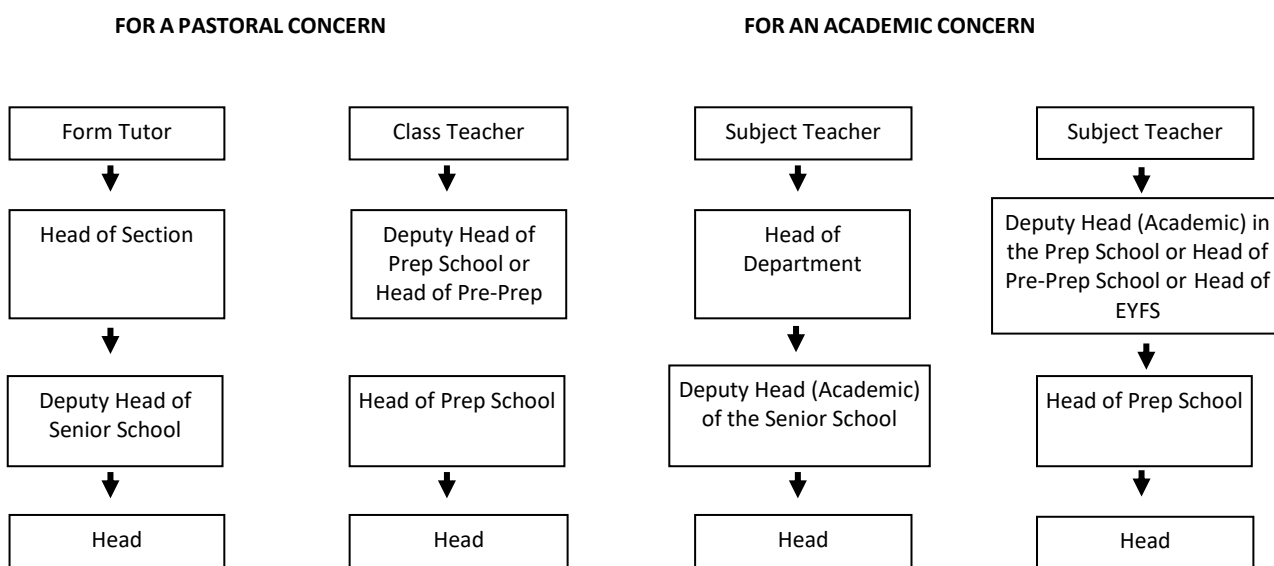 FOR A PASTORAL CONCERN
FOR AN ACADEMIC CONCERN
Form Tutor
Class Teacher
Subject Teacher
Subject Teacher
Head of Section
Deputy Head of
Prep School or
Head of Pre-Prep
Head of
Department
Deputy Head (Academic) in
the Prep School or Head of
Pre-Prep School or Head of
EYFS
Deputy Head of
Senior School
Head of Prep School
Deputy Head (Academic)
of the Senior School
Head of Prep School
Head
Head
Head
Head